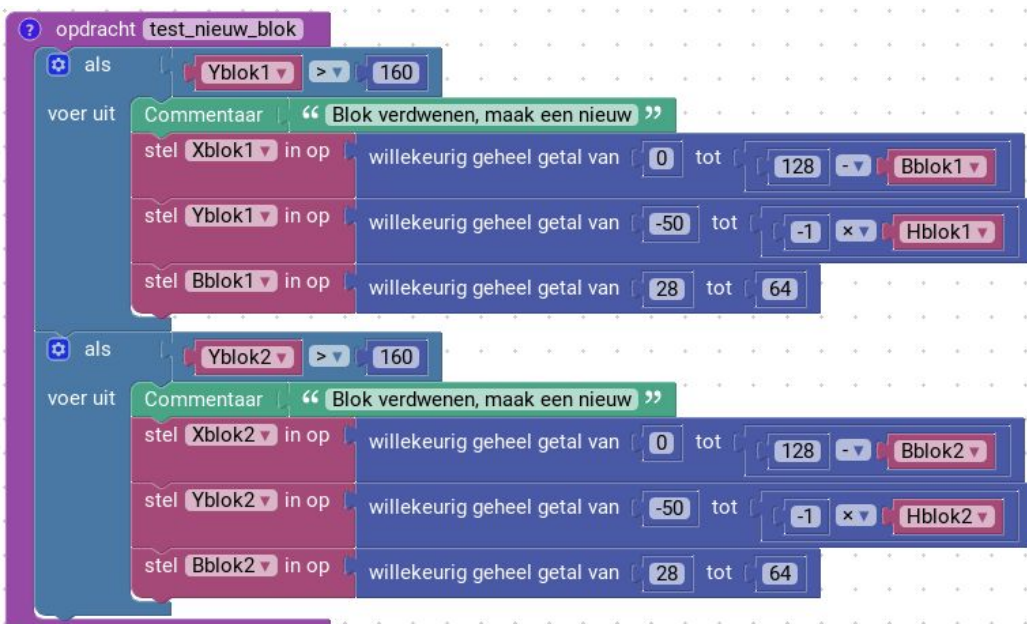 ? opdracht test_nieuw_blok
als Yblok1 > 160
voer uit Commentaar “ Blok verdwenen, maak een nieuw ”
stel Xblok1 in op willekeurig geheel getal van 0 tot 128 - Bblok1
stel Yblok1 in op willekeurig geheel getal van -50 tot -1 × Hblok1
stel Bblok1 in op willekeurig geheel getal van 28 tot 64
als Yblok2 > 160
voer uit Commentaar “ Blok verdwenen, maak een nieuw ”
stel Xblok2 in op willekeurig geheel getal van 0 tot 128 - Bblok2
stel Yblok2 in op willekeurig geheel getal van -50 tot -1 × Hblok2
stel Bblok2 in op willekeurig geheel getal van 28 tot 64